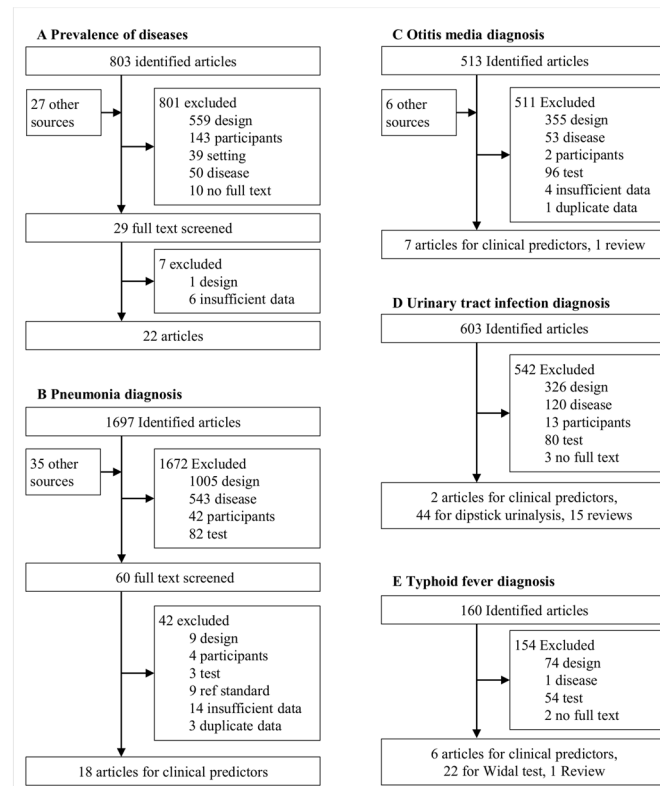 A Prevalence of diseases
803 identified articles
27 other
sources
801 excluded
559 design
143 participants
39 setting
50 disease
10 no full text
29 full text screened
7 excluded
1 design
6 insufficient data
22 articles
B Pneumonia diagnosis
1697 Identified articles
35 other
sources
1672 Excluded
1005 design
543 disease
42 participants
82 test
60 full text screened
42 excluded
9 design
4 participants
3 test
9 ref standard
14 insufficient data
3 duplicate data
18 articles for clinical predictors
C Otitis media diagnosis
513 Identified articles
6 other
sources
511 Excluded
355 design
53 disease
2 participants
96 test
4 insufficient data
1 duplicate data
7 articles for clinical predictors, 1 review
D Urinary tract infection diagnosis
603 Identified articles
542 Excluded
326 design
120 disease
13 participants
80 test
3 no full text
2 articles for clinical predictors,
44 for dipstick urinalysis, 15 reviews
E Typhoid fever diagnosis
160 Identified articles
154 Excluded
74 design
1 disease
54 test
2 no full text
6 articles for clinical predictors,
22 for Widal test, 1 Review